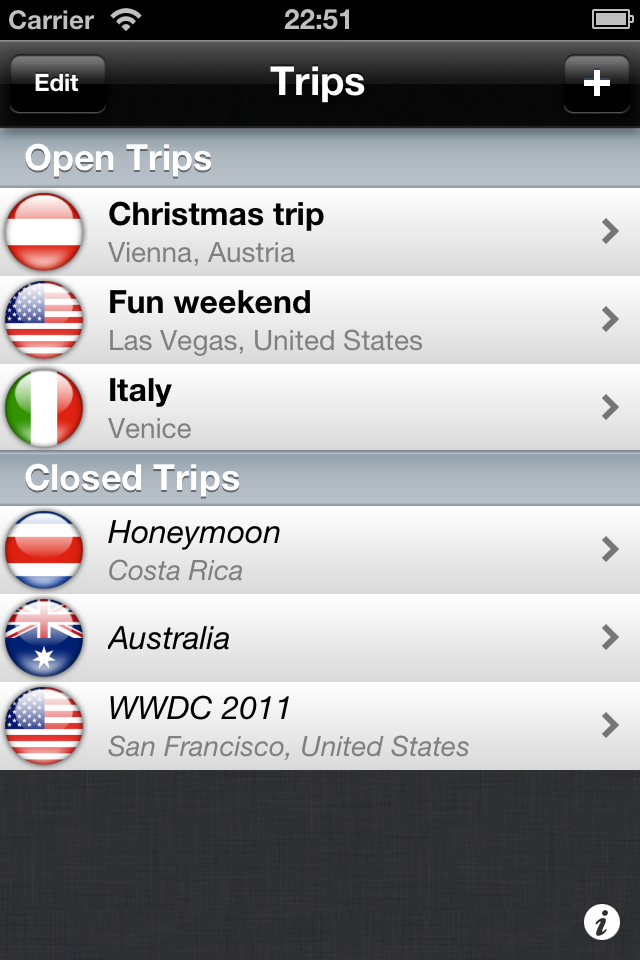 Carrier 22:51
Edit Trips +
Open Trips
Christmas trip
Vienna, Austria
Fun weekend
Las Vegas, United States
Italy
Venice
Closed Trips
Honeymoon
Costa Rica
Australia
WWDC 2011
San Francisco, United States
i